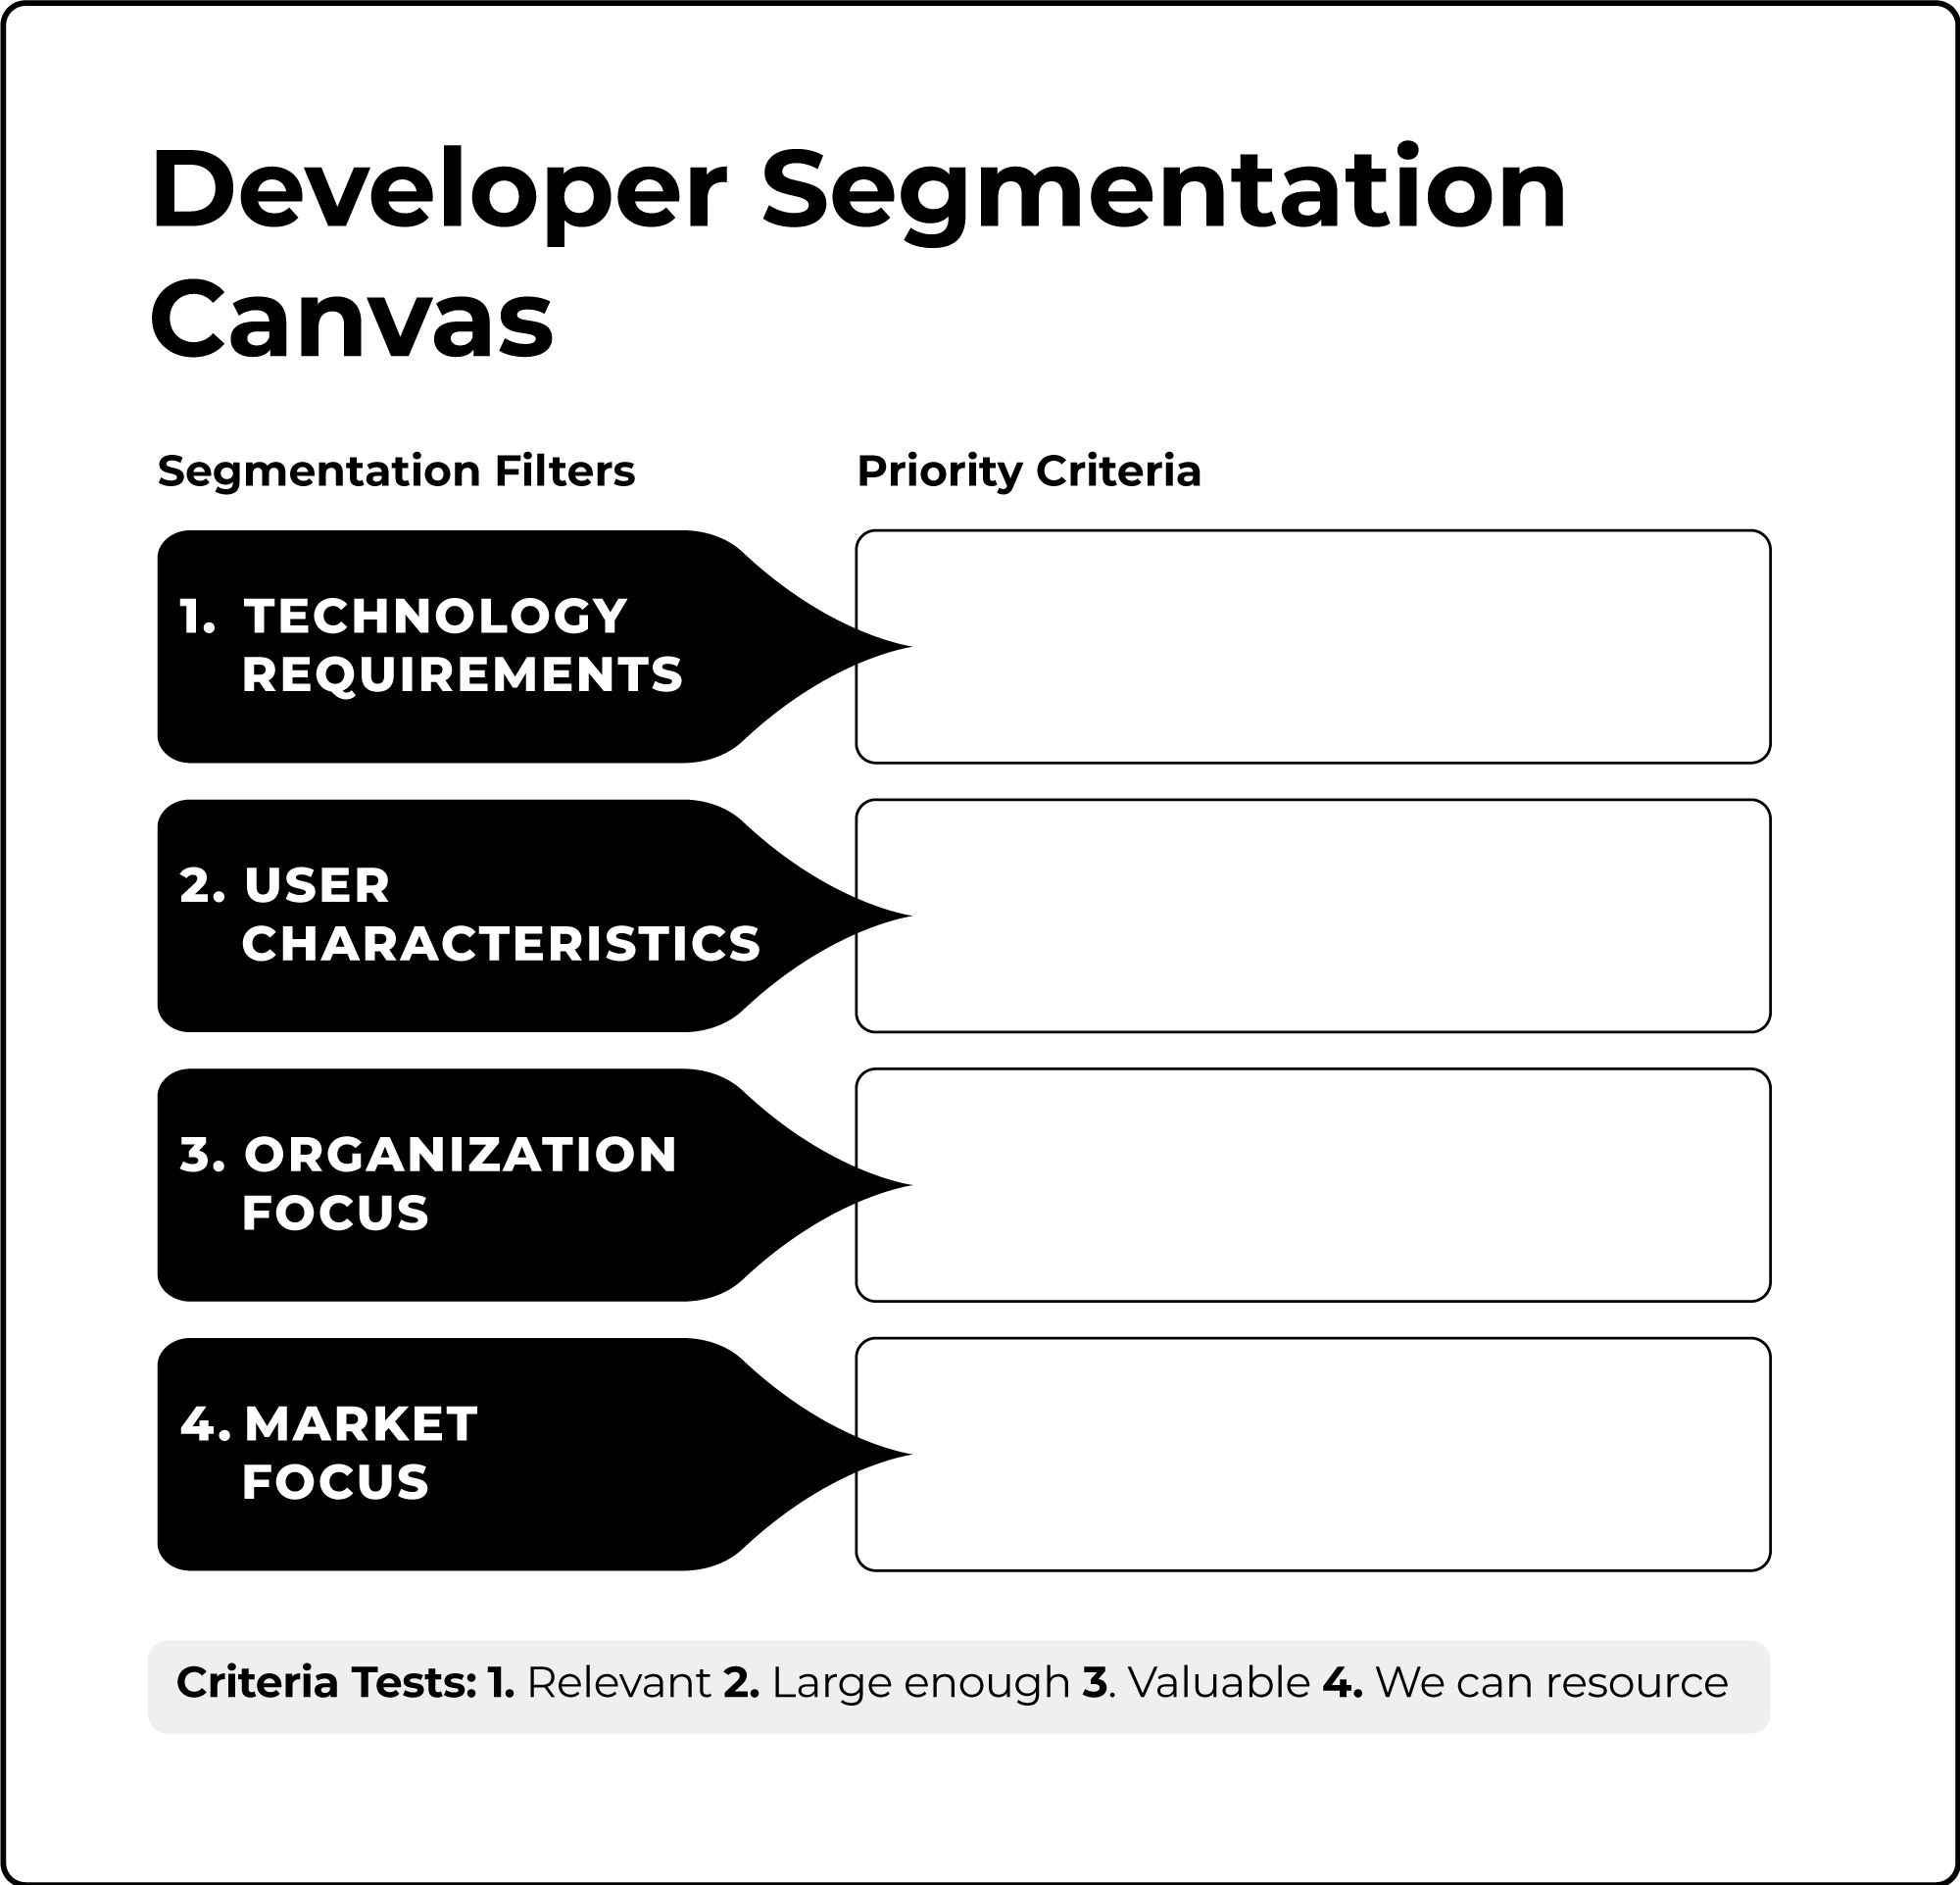 Developer Segmentation
Canvas
Segmentation Filters
Priority Criteria
1. TECHNOLOGY
REQUIREMENTS
2. USER
CHARACTERISTICS
3. ORGANIZATION
FOCUS
4. MARKET
FOCUS
Criteria Tests: 1. Relevant 2. Large enough 3. Valuable 4. We can resource